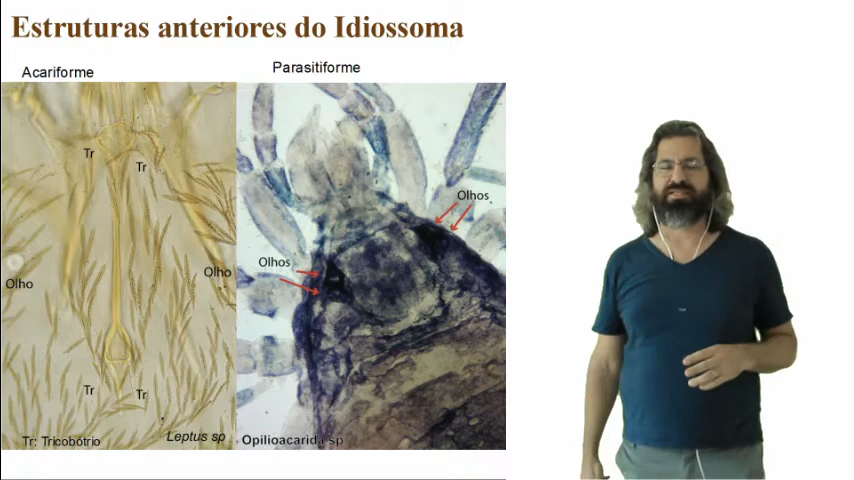 Estruturas anteriores do Idiossoma
Acariforme
Parasitiforme
Tr
Tr
Olho
Olho
Tr
Tr
Tr: Tricobótrio
Leptus sp
Olhos
Olhos
Opilioacarida sp